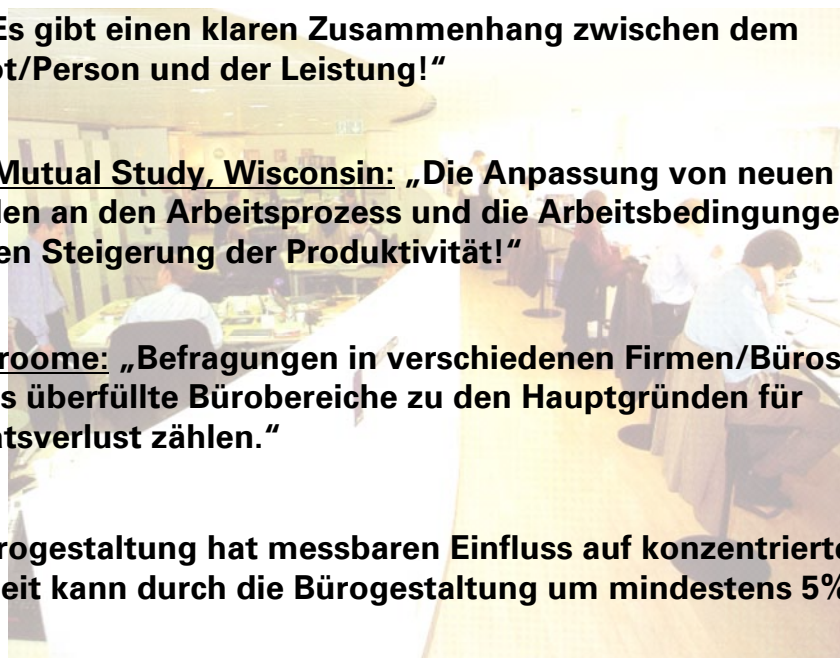 Es gibt einen klaren Zusammenhang zwischen dem
ot/Person und der Leistung!“
Mutual Study, Wisconsin: „Die Anpassung von neuen
den an den Arbeitsprozess und die Arbeitsbedingunge
en Steigerung der Produktivität!“
roome: „Befragungen in verschiedenen Firmen/Büros
s überfüllte Bürobereiche zu den Hauptgründen für
tsverlust zählen.“
rogestaltung hat messbaren Einfluss auf konzentrierte
eit kann durch die Bürogestaltung um mindestens 5%